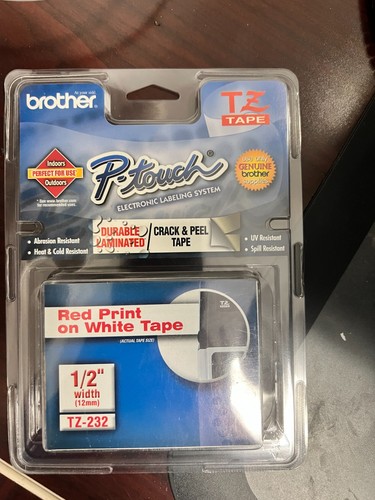 brother
TZ
TAPE
Indoors
PERFECT FOR USE
Outdoors
P-touch®
ELECTRONIC LABELING SYSTEM
GENUINE
brother
DURABLE
LAMINATED
CRACK & PEEL
TAPE
• Abrasion Resistant
• Heat & Cold Resistant
• UV Resistant
• Spill Resistant
Red Print
on White Tape
(ACTUAL TAPE SIZE)
TZ
1/2"
width
(12mm)
TZ-232